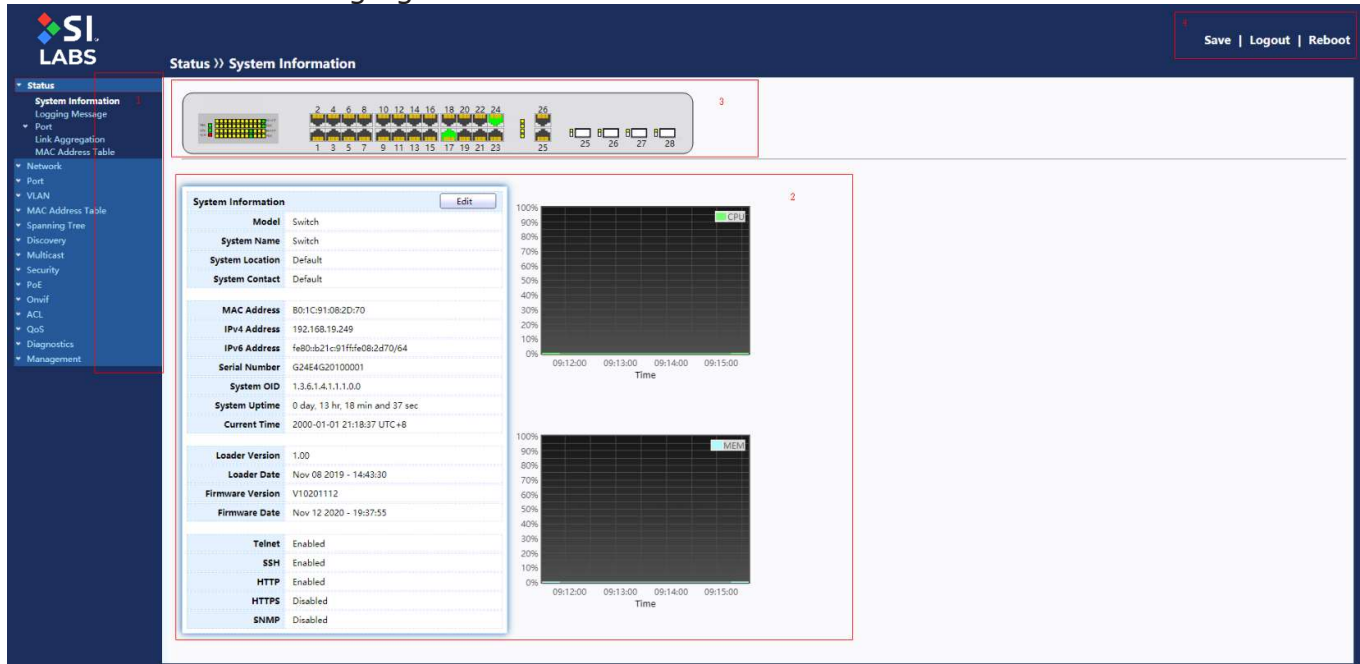 SI
LABS
Status 》 System Information
4
Save | Logout | Reboot
Status
System Information
1
Logging Message
Port
Link Aggregation
MAC Address Table
Network
Port
VLAN
MAC Address Table
Spanning Tree
Discovery
Multicast
Security
PoE
Onvif
ACL
QoS
Diagnostics
Management
2 4 6 8 10 12 14 16 18 20 22 24 26
1 3 5 7 9 11 13 15 17 19 21 23 25
25 26 27 28
3
System Information Edit
Model Switch
System Name Switch
System Location Default
System Contact Default
MAC Address B0:1C:91:08:2D:70
IPv4 Address 192.168.19.249
IPv6 Address fe80::b21c:91ff:fe08:2d70/64
Serial Number G24E4G20100001
System OID 1.3.6.1.4.1.1.1.0.0
System Uptime 0 day, 13 hr, 18 min and 37 sec
Current Time 2000-01-01 21:18:37 UTC+8
Loader Version 1.00
Loader Date Nov 08 2019 - 14:43:30
Firmware Version V10201112
Firmware Date Nov 12 2020 - 19:37:55
Telnet Enabled
SSH Enabled
HTTP Enabled
HTTPS Disabled
SNMP Disabled
2
CPU
100%
90%
80%
70%
60%
50%
40%
30%
20%
10%
0%
09:12:00 09:13:00 09:14:00 09:15:00
Time
MEM
100%
90%
80%
70%
60%
50%
40%
30%
20%
10%
0%
09:12:00 09:13:00 09:14:00 09:15:00
Time